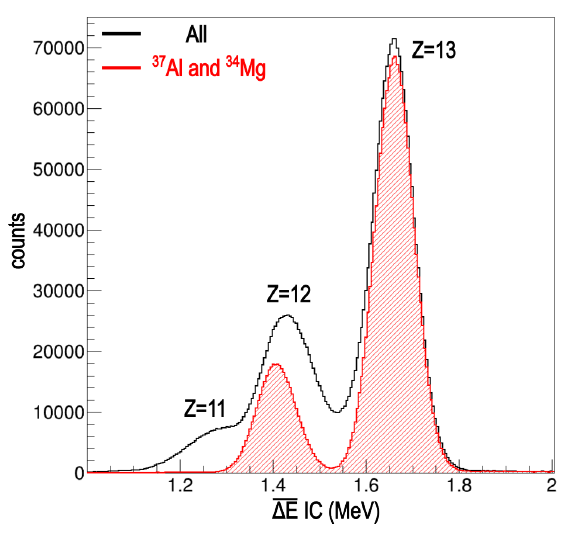 All
³⁷Al and ³⁴Mg
Z=13
Z=12
Z=11
70000
60000
50000
40000
30000
20000
10000
0
counts
1.2 1.4 1.6 1.8 2
ΔE IC (MeV)